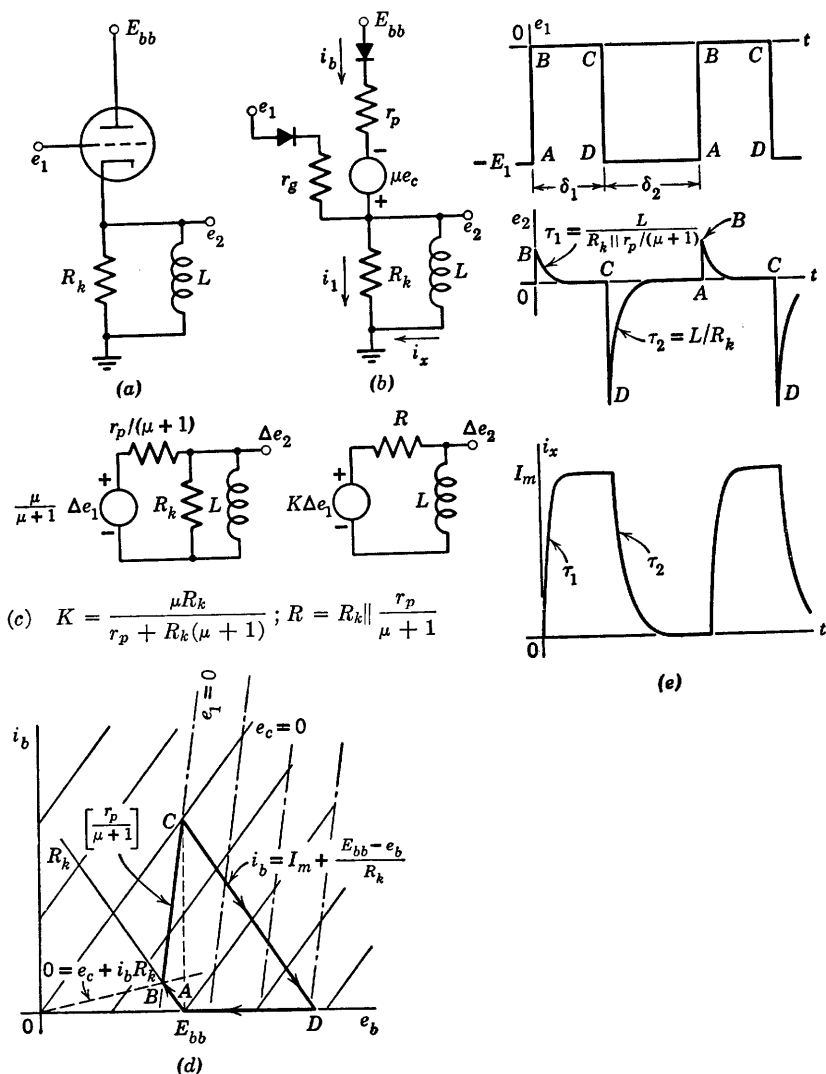 E_bb
e_1
e_2
R_k
L
(a)
E_bb
i_b
r_p
e_1
r_g
−
μe_c
+
e_2
i_1
R_k
L
i_x
(b)
0 e_1
t
B C B C
−E_1
A D A D
δ_1 δ_2
e_2
τ_1 = L / (R_k || r_p/(μ + 1))
B
B
C C
t
0
A
τ_2 = L/R_k
D
D
i_x
I_m
τ_1
τ_2
0
t
(e)
r_p/(μ+1)
Δe_2
+
μ/(μ+1) Δe_1
−
R_k
L
R
Δe_2
+
KΔe_1
−
L
(c) K = μR_k / (r_p + R_k(μ + 1)) ; R = R_k || r_p/(μ + 1)
i_b
e_1 = 0
e_c = 0
C
[r_p/(μ + 1)]
R_k
i_b = I_m + (E_bb − e_b)/R_k
0 = e_c + i_b R_k
B A
0
E_bb
D
e_b
(d)